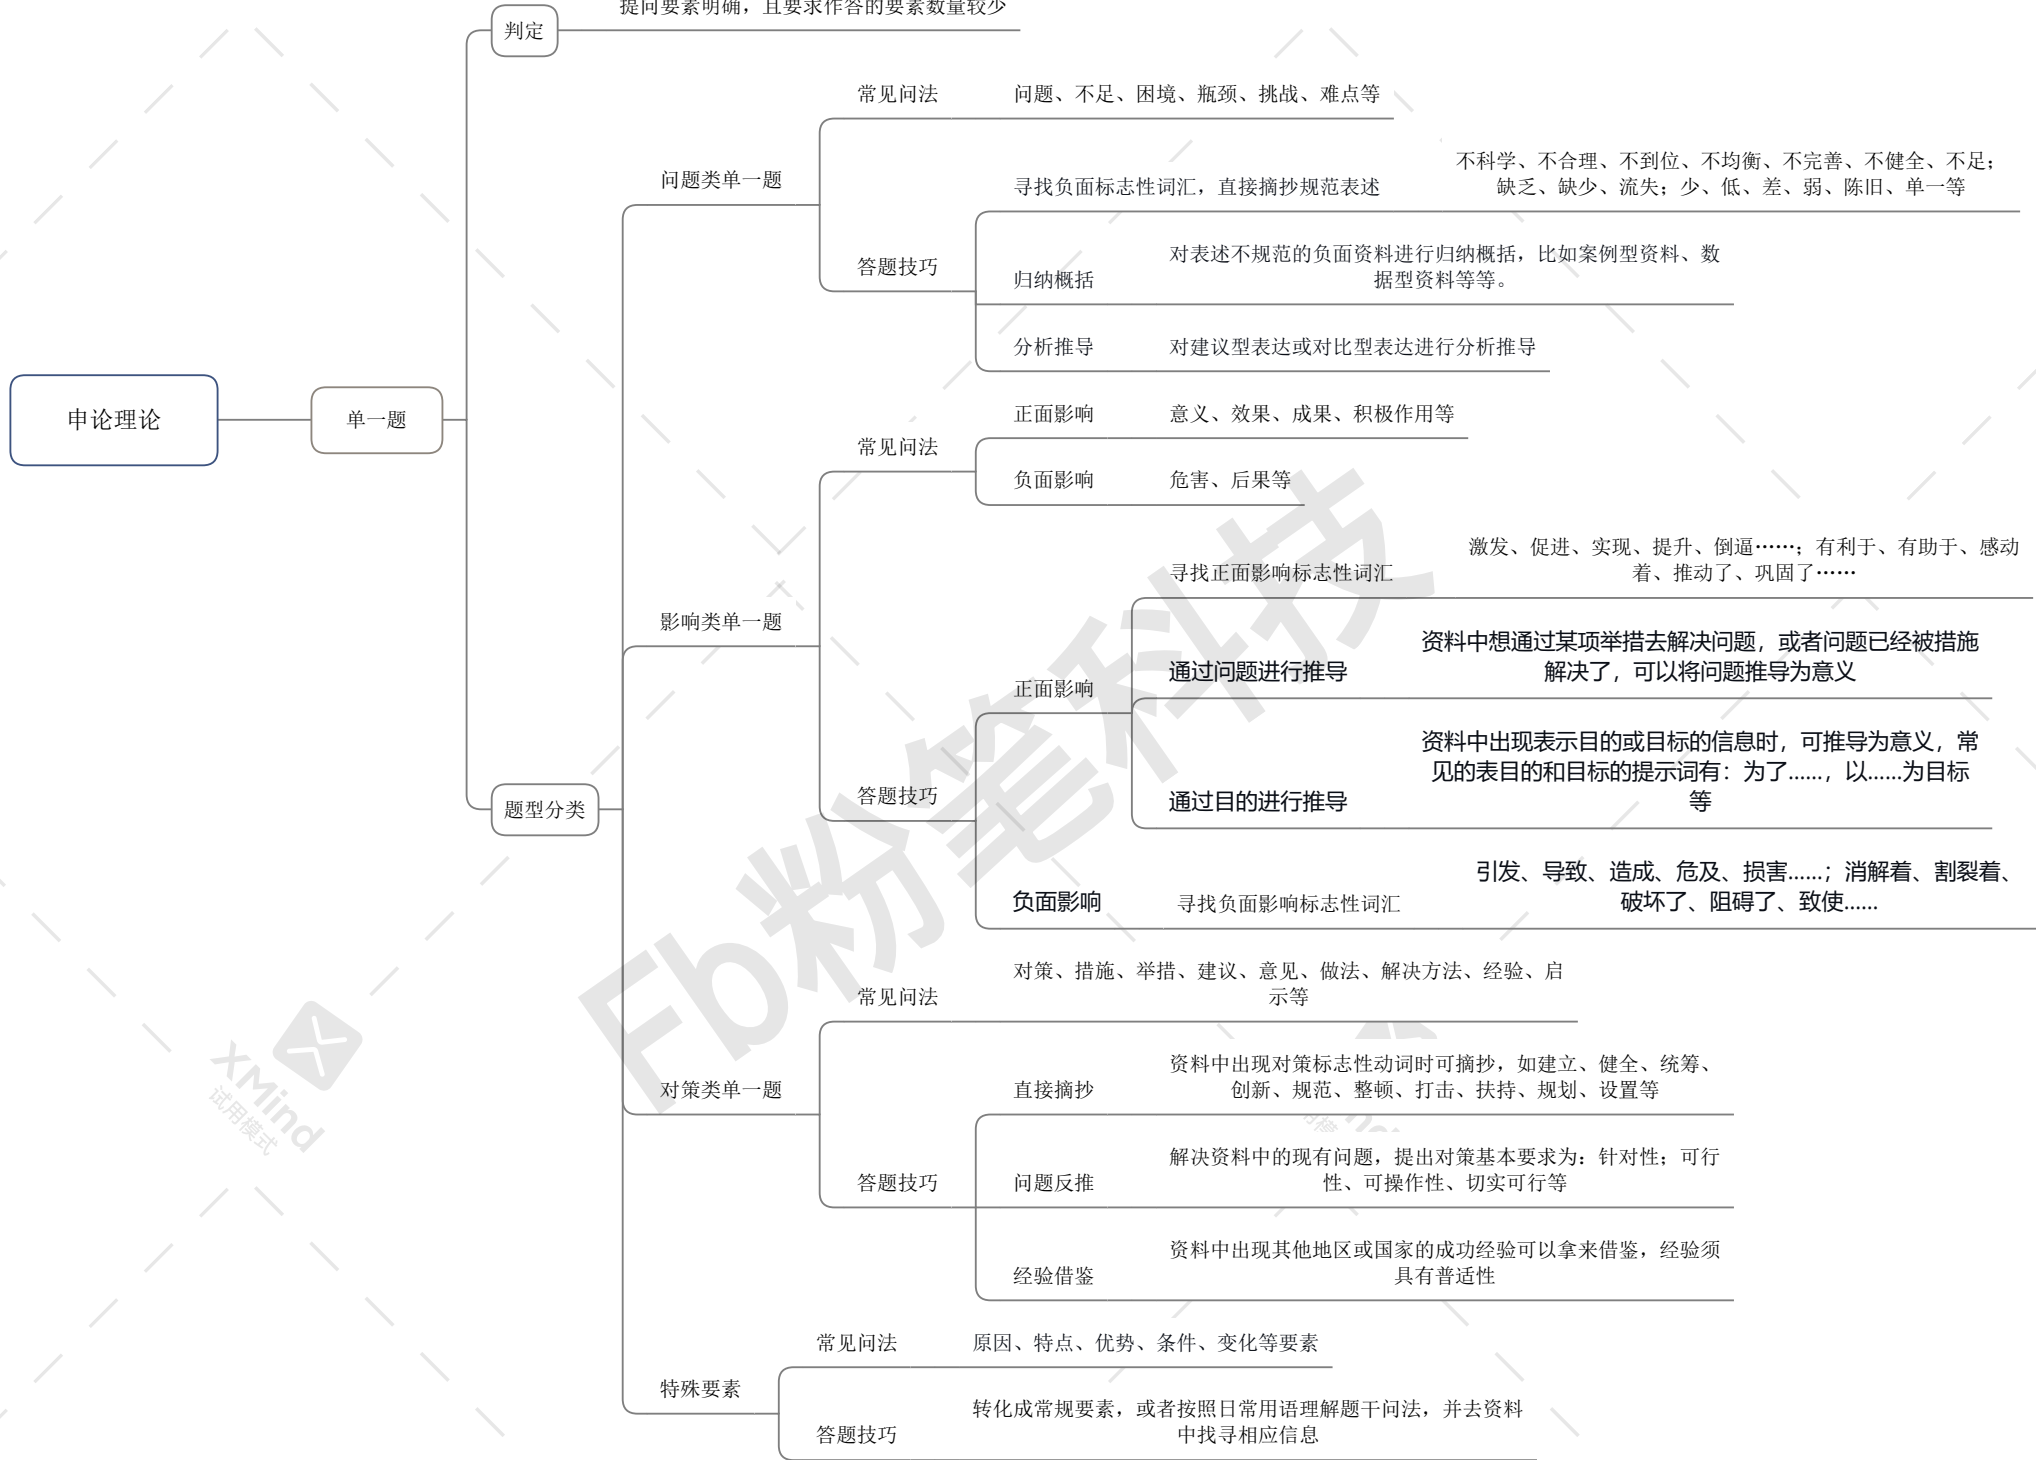 提问要素明确，且要求作答的要素数量较少
判定
常见问法
问题、不足、困境、瓶颈、挑战、难点等
问题类单一题
寻找负面标志性词汇，直接摘抄规范表述
不科学、不合理、不到位、不均衡、不完善、不健全、不足；
缺乏、缺少、流失；少、低、差、弱、陈旧、单一等
答题技巧
归纳概括
对表述不规范的负面资料进行归纳概括，比如案例型资料、数
据型资料等等。
分析推导
对建议型表达或对比型表达进行分析推导
申论理论
单一题
常见问法
正面影响
意义、效果、成果、积极作用等
负面影响
危害、后果等
影响类单一题
寻找正面影响标志性词汇
激发、促进、实现、提升、倒逼……；有利于、有助于、感动
着、推动了、巩固了……
正面影响
通过问题进行推导
资料中想通过某项举措去解决问题，或者问题已经被措施
解决了，可以将问题推导为意义
通过目的进行推导
资料中出现表示目的或目标的信息时，可推导为意义，常
见的表目的和目标的提示词有：为了……，以……为目标
等
答题技巧
题型分类
负面影响
寻找负面影响标志性词汇
引发、导致、造成、危及、损害……；消解着、割裂着、
破坏了、阻碍了、致使……
常见问法
对策、措施、举措、建议、意见、做法、解决方法、经验、启
示等
对策类单一题
直接摘抄
资料中出现对策标志性动词时可摘抄，如建立、健全、统筹、
创新、规范、整顿、打击、扶持、规划、设置等
答题技巧
问题反推
解决资料中的现有问题，提出对策基本要求为：针对性；可行
性、可操作性、切实可行等
经验借鉴
资料中出现其他地区或国家的成功经验可以拿来借鉴，经验须
具有普适性
特殊要素
常见问法
原因、特点、优势、条件、变化等要素
答题技巧
转化成常规要素，或者按照日常用语理解题干问法，并去资料
中找寻相应信息
Fb粉笔科技
XMind
试用模式